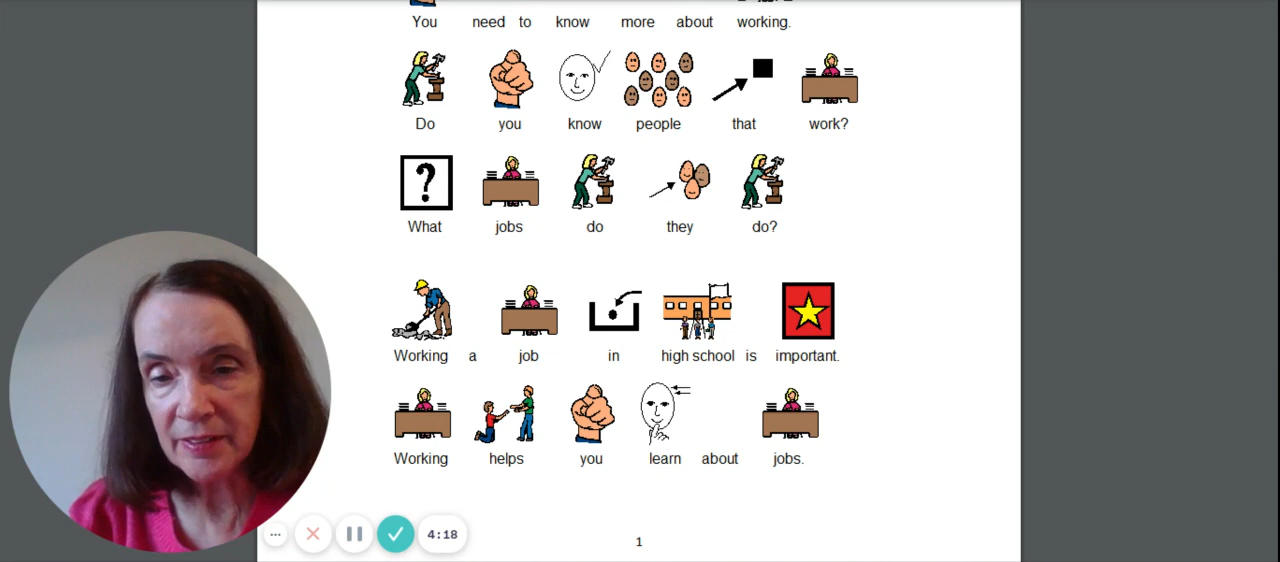 You need to know more about working.
Do you know people that work?
?
What jobs do they do?
Working a job in high school is important.
Working helps you learn about jobs.
4:18
1